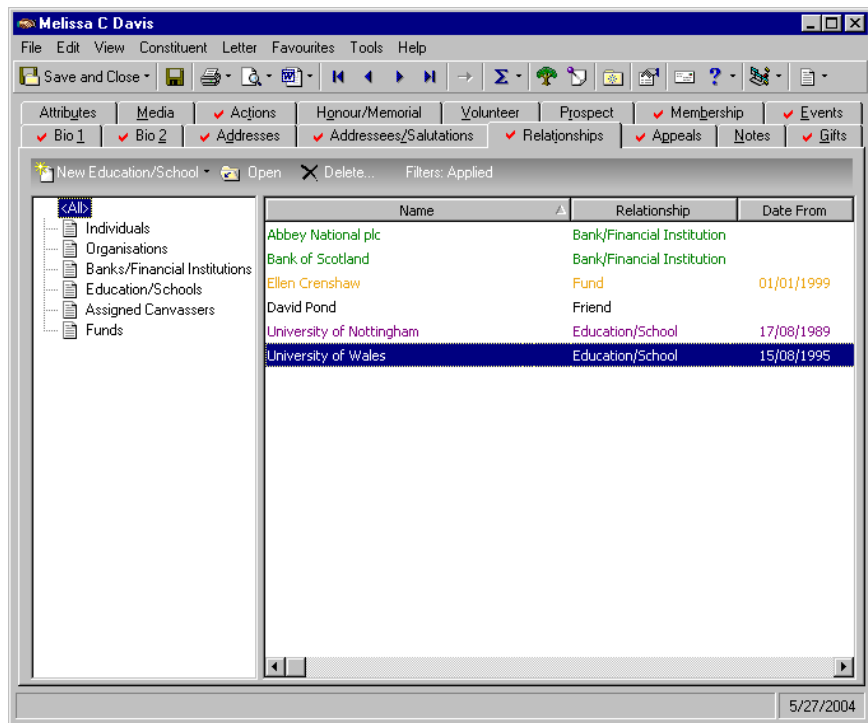 Melissa C Davis
File Edit View Constituent Letter Favourites Tools Help
Save and Close
Attributes Media Actions Honour/Memorial Volunteer Prospect Membership Events
Bio 1 Bio 2 Addresses Addressees/Salutations Relationships Appeals Notes Gifts
New Education/School Open Delete... Filters: Applied
<All>
Individuals
Organisations
Banks/Financial Institutions
Education/Schools
Assigned Canvassers
Funds
Name Relationship Date From
Abbey National plc Bank/Financial Institution
Bank of Scotland Bank/Financial Institution
Ellen Crenshaw Fund 01/01/1999
David Pond Friend
University of Nottingham Education/School 17/08/1989
University of Wales Education/School 15/08/1995
5/27/2004